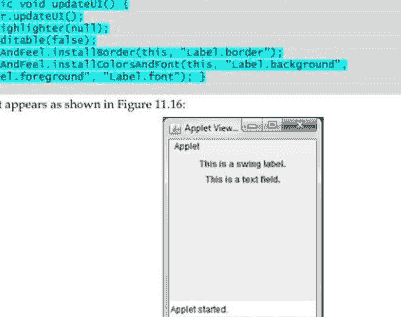 ic void updateUI() {
r.updateUI();
ighlighter(null);
ditable(false);
AndFeel.installBorder(this, "Label.border");
AndFeel.installColorsAndFont(this, "Label.background",
el.foreground", "Label.font"); }
t appears as shown in Figure 11.16:
Applet View...
Applet
This is a swing label.
This is a text field.
Applet started.